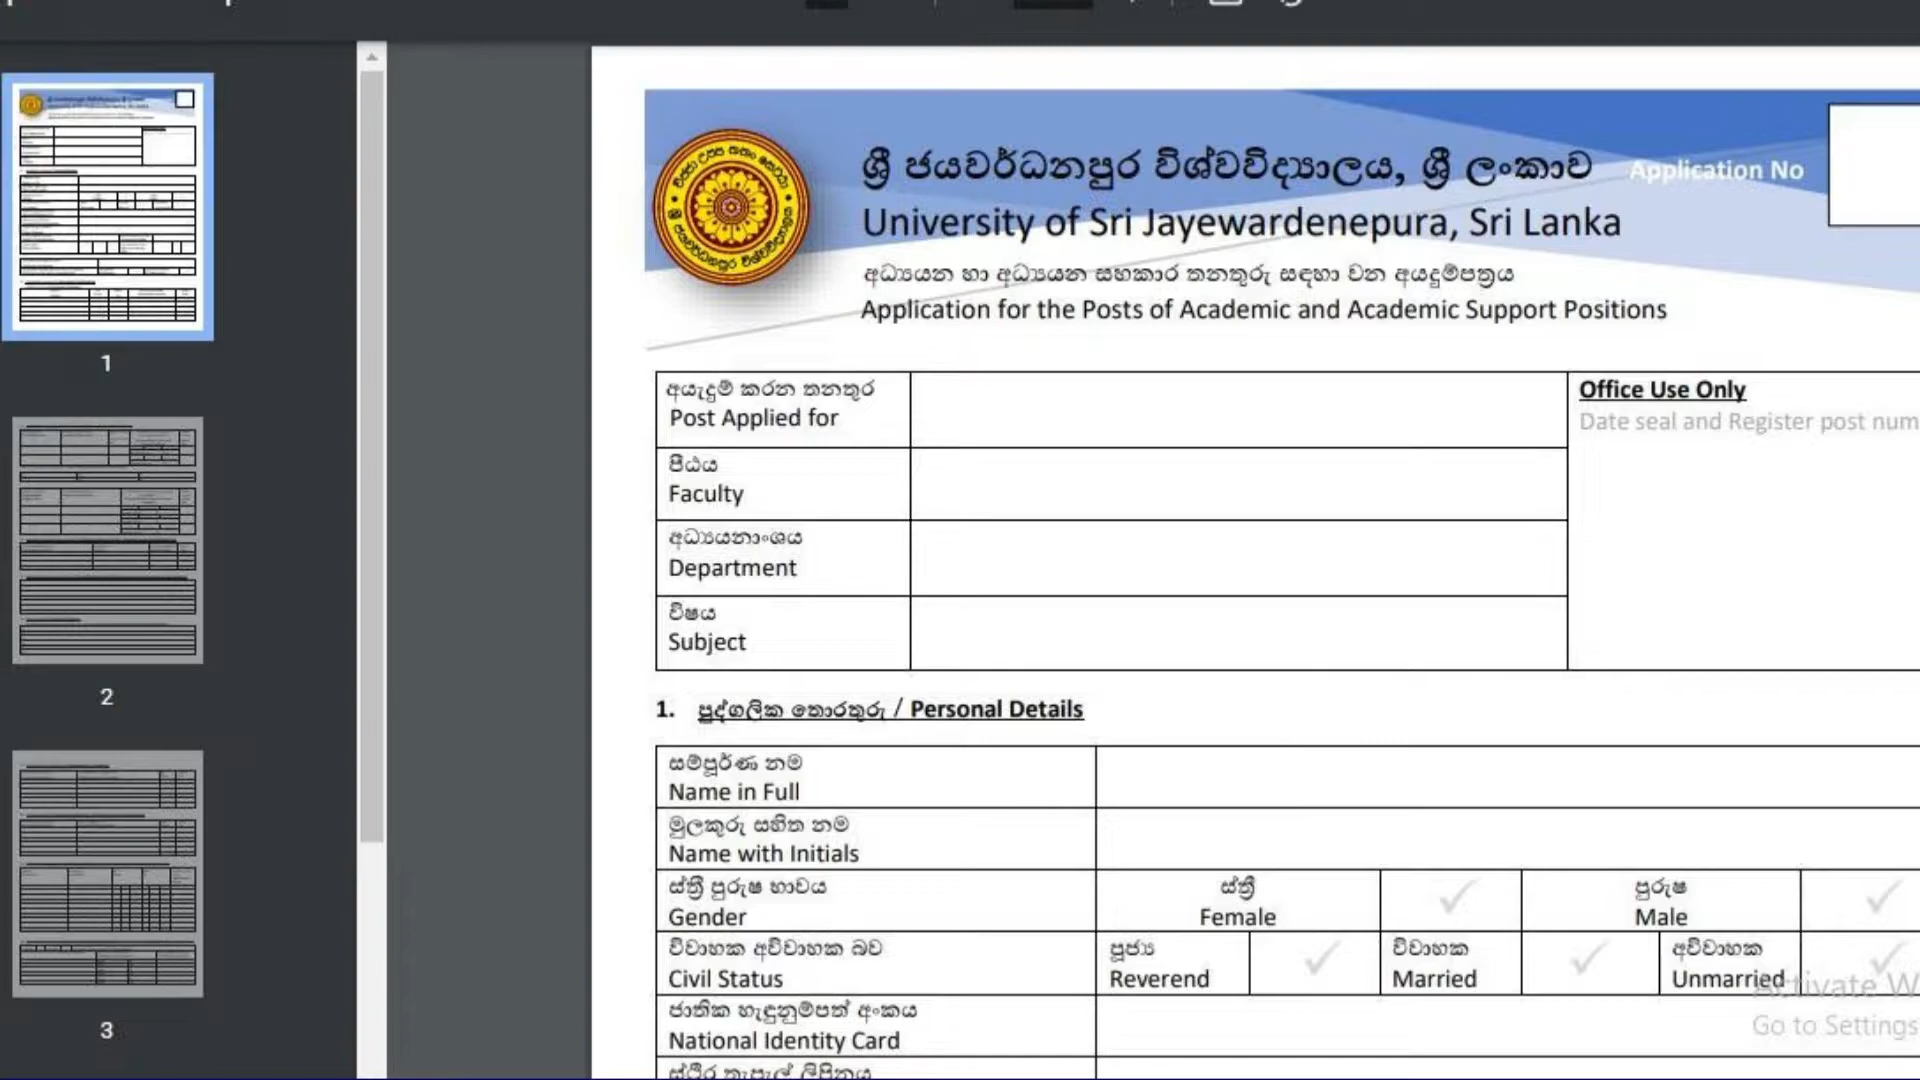 ශ්‍රී ජයවර්ධනපුර විශ්වවිද්‍යාලය, ශ්‍රී ලංකාව
Application No
University of Sri Jayewardenepura, Sri Lanka
අධ්‍යයන හා අධ්‍යයන සහකාර තනතුරු සඳහා වන අයදුම්පත්‍රය
Application for the Posts of Academic and Academic Support Positions
අයැදුම් කරන තනතුර
Post Applied for
Office Use Only
Date seal and Register post num
පීඨය
Faculty
අධ්‍යයනාංශය
Department
විෂය
Subject
1. පුද්ගලික තොරතුරු / Personal Details
සම්පූර්ණ නම
Name in Full
මුලකුරු සහිත නම
Name with Initials
ස්ත්‍රී පුරුෂ භාවය
Gender
ස්ත්‍රී
Female
පුරුෂ
Male
විවාහක අවිවාහක බව
Civil Status
පූජ්‍ය
Reverend
විවාහක
Married
අවිවාහක
Unmarried
ජාතික හැඳුනුම්පත් අංකය
National Identity Card
ස්ථිර තැපැල් ලිපිනය
Activate W
Go to Settings
1
2
3